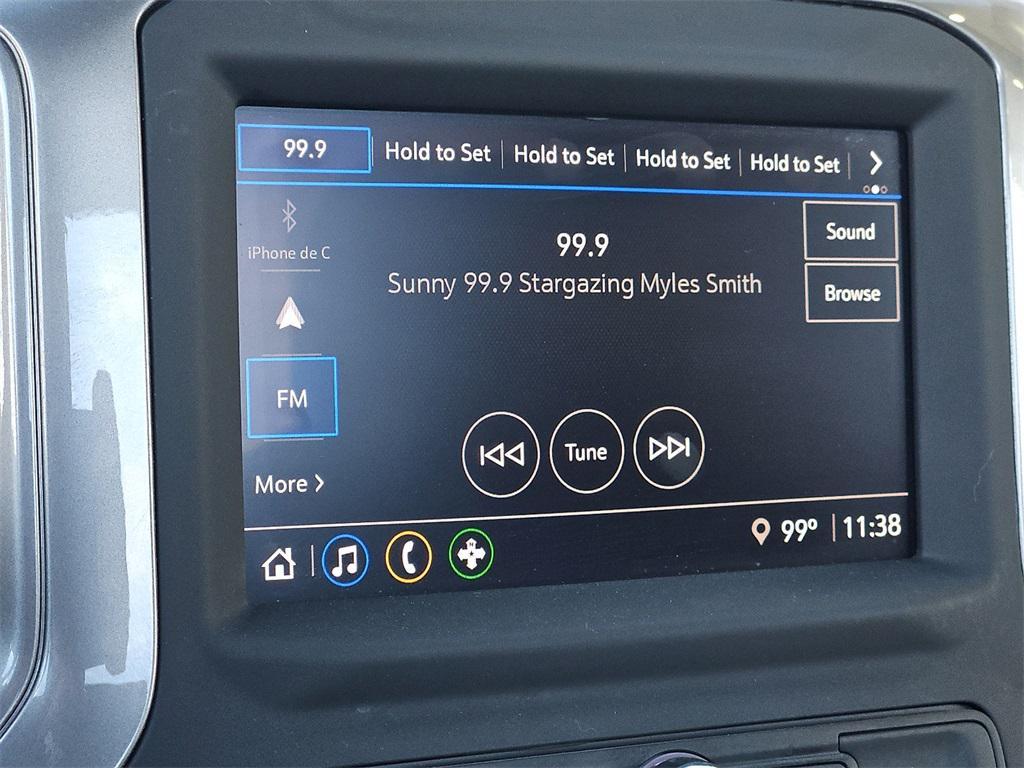 99.9 Hold to Set Hold to Set Hold to Set Hold to Set
iPhone de C
99.9
Sunny 99.9 Stargazing Myles Smith
Sound
Browse
FM
Tune
More
99° 11:38